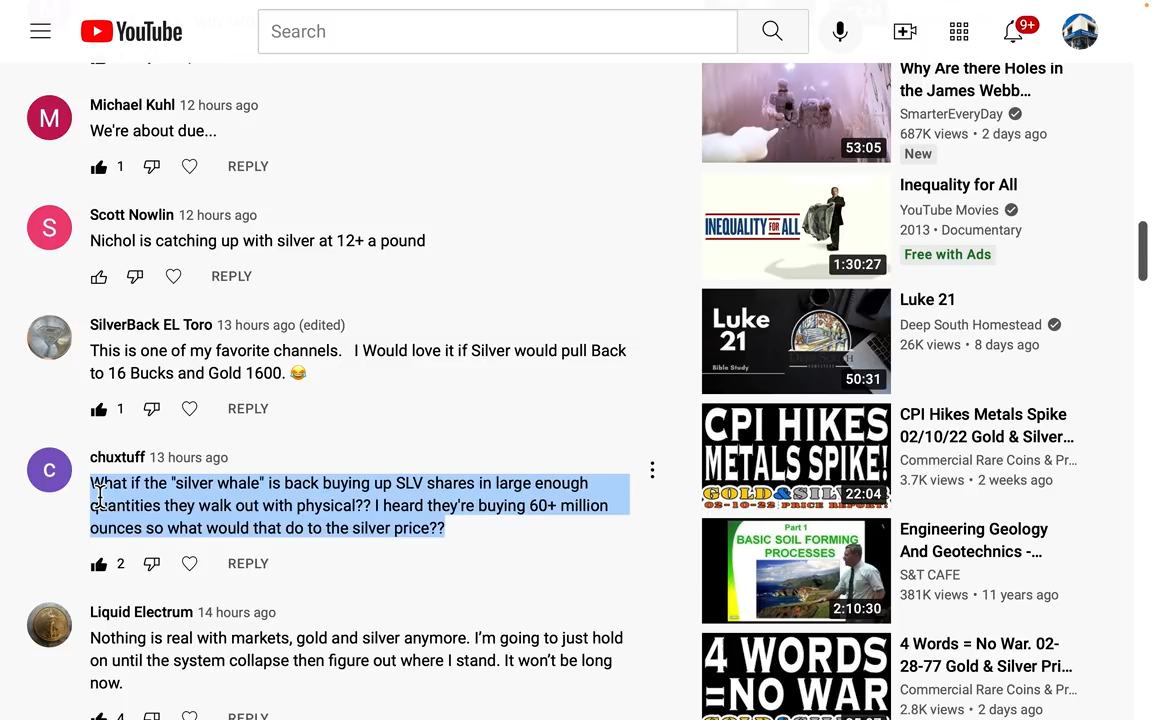 YouTube
Search
9+
M
Michael Kuhl 12 hours ago
We're about due...
1
REPLY
S
Scott Nowlin 12 hours ago
Nichol is catching up with silver at 12+ a pound
REPLY
SilverBack EL Toro 13 hours ago (edited)
This is one of my favorite channels. I Would love it if Silver would pull Back
to 16 Bucks and Gold 1600. 😂
1
REPLY
C
chuxtuff 13 hours ago
What if the "silver whale" is back buying up SLV shares in large enough
quantities they walk out with physical?? I heard they're buying 60+ million
ounces so what would that do to the silver price??
2
REPLY
Liquid Electrum 14 hours ago
Nothing is real with markets, gold and silver anymore. I'm going to just hold
on until the system collapse then figure out where I stand. It won't be long
now.
4
REPLY
53:05
Why Are there Holes in
the James Webb...
SmarterEveryDay
687K views • 2 days ago
New
INEQUALITY FOR ALL
1:30:27
Inequality for All
YouTube Movies
2013 • Documentary
Free with Ads
Luke
21
Bible Study
50:31
Luke 21
Deep South Homestead
26K views • 8 days ago
CPI HIKES
METALS SPIKE
GOLD & SILVER
02-10-22 PRICE REPORT!
22:04
CPI Hikes Metals Spike
02/10/22 Gold & Silver...
Commercial Rare Coins & Pr...
3.7K views • 2 weeks ago
Part 1
BASIC SOIL FORMING
PROCESSES
2:10:30
Engineering Geology
And Geotechnics -...
S&T CAFE
381K views • 11 years ago
4 WORDS
=NO WAR
4 Words = No War. 02-
28-77 Gold & Silver Pri...
Commercial Rare Coins & Pr...
2.8K views • 2 days ago